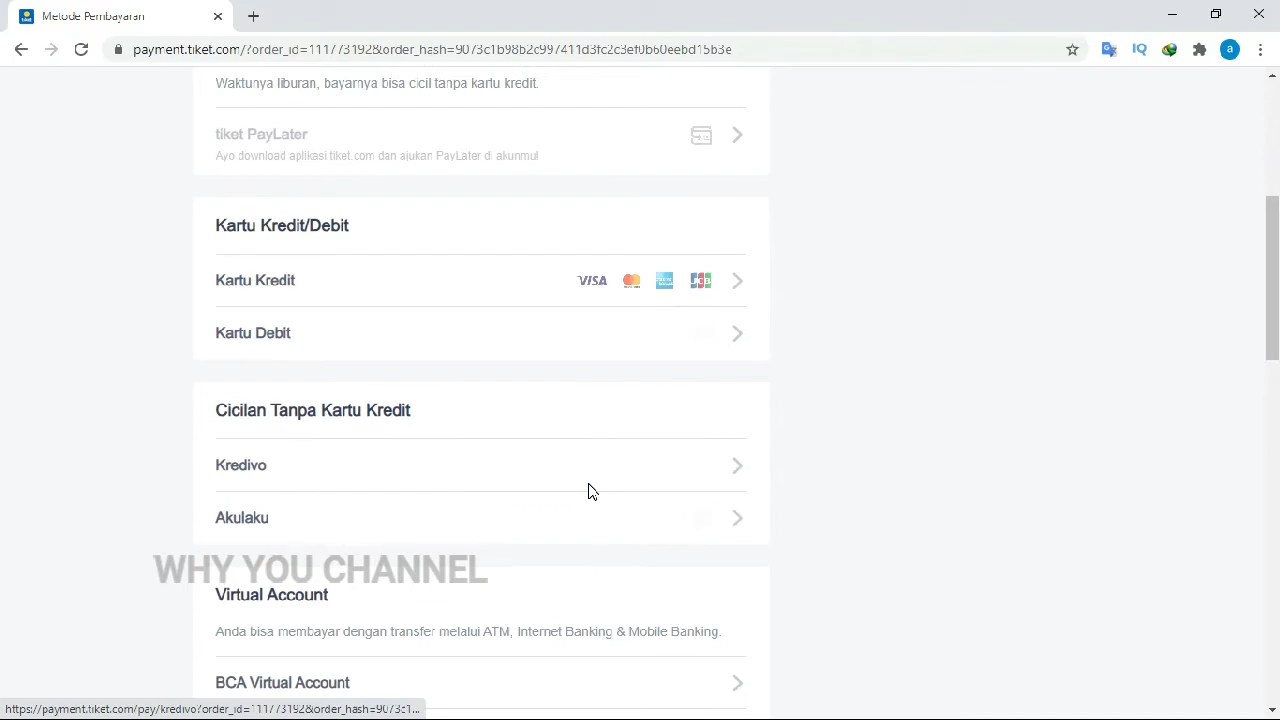 Metode Pembayaran
payment.tiket.com/?order_id=111773192&order_hash=9073c1b98b2c997411d3fc2c3ef0b60eebd15b3e
Waktunya liburan, bayarnya bisa cicil tanpa kartu kredit.
tiket PayLater
Ayo download aplikasi tiket.com dan ajukan PayLater di akunmu!
Kartu Kredit/Debit
Kartu Kredit VISA JCB
Kartu Debit
Cicilan Tanpa Kartu Kredit
Kredivo
Akulaku
WHY YOU CHANNEL
Virtual Account
Anda bisa membayar dengan transfer melalui ATM, Internet Banking & Mobile Banking.
BCA Virtual Account
https://payment.tiket.com/pay/kredivo?order_id=111773192&order_hash=9073c1...